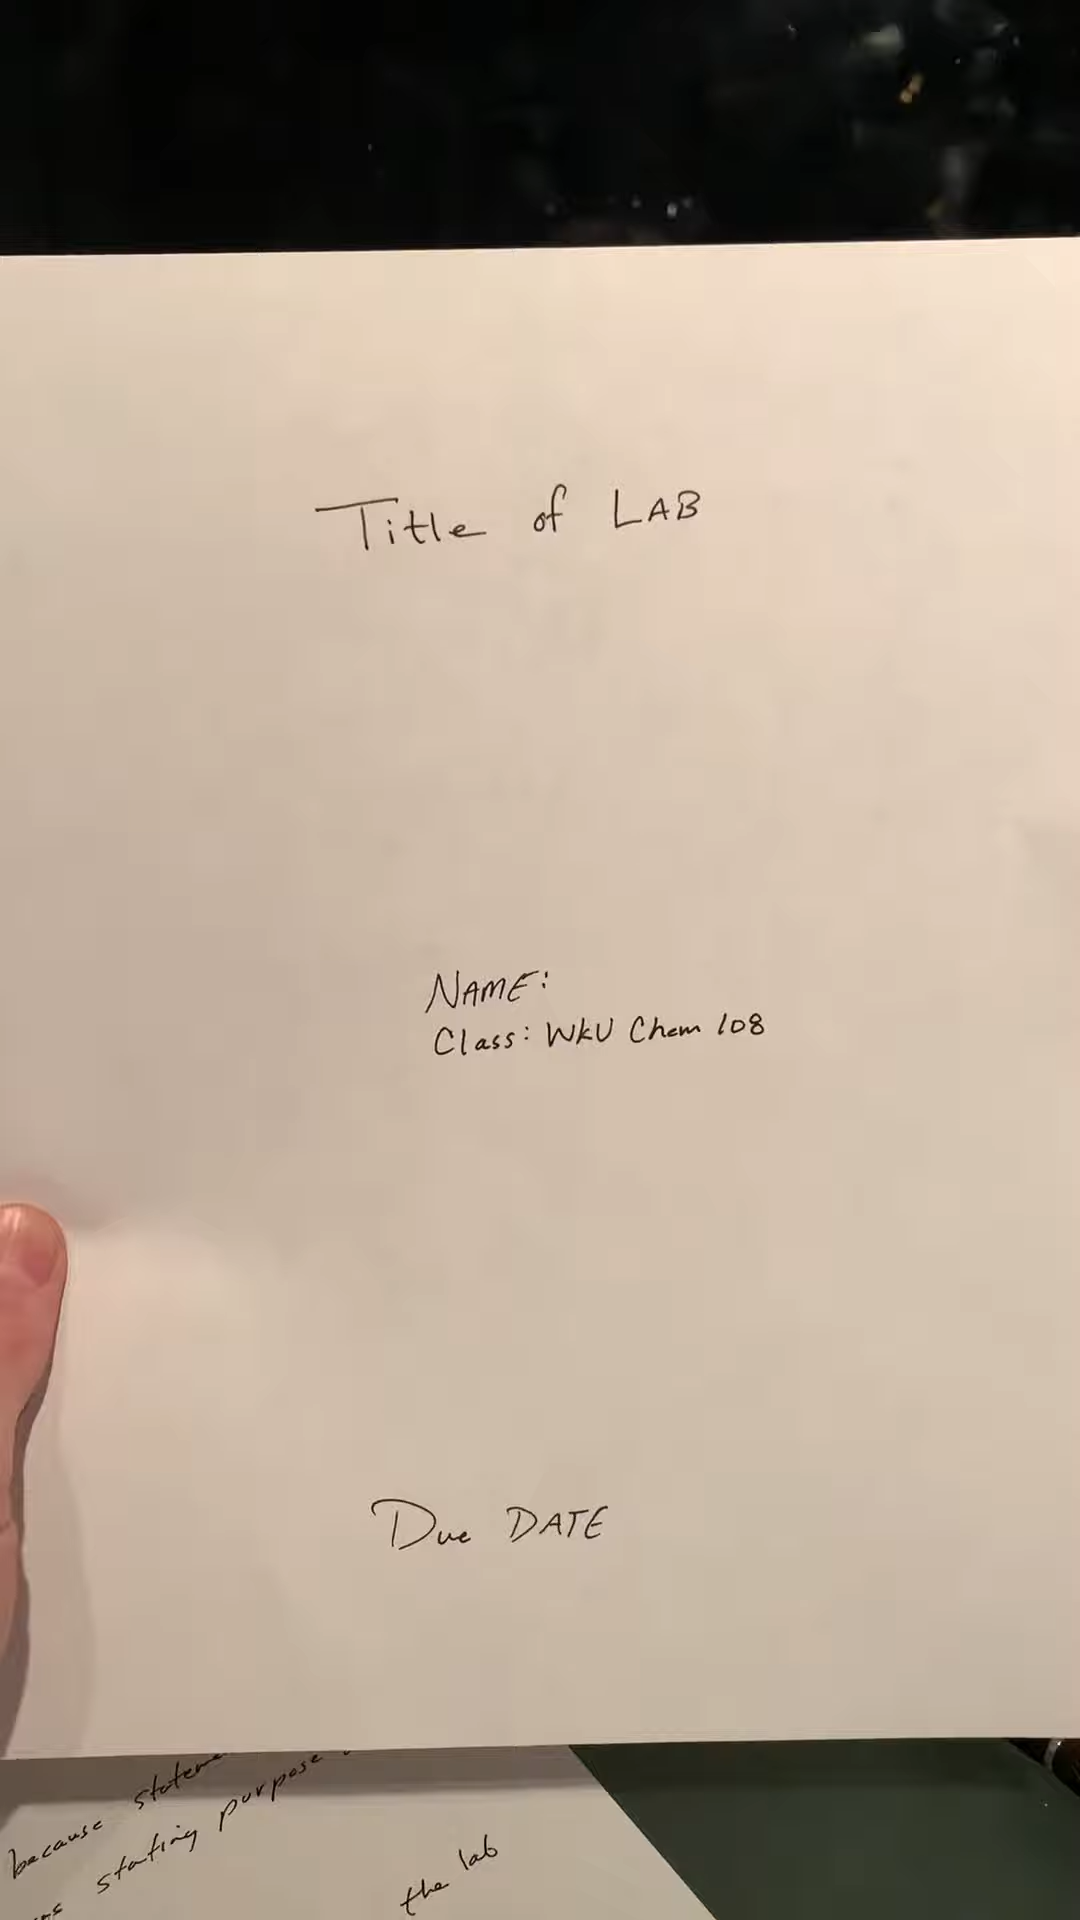 Title of LAB
NAME:
Class: WKU Chem 108
Due DATE
because
stating purpose
the lab